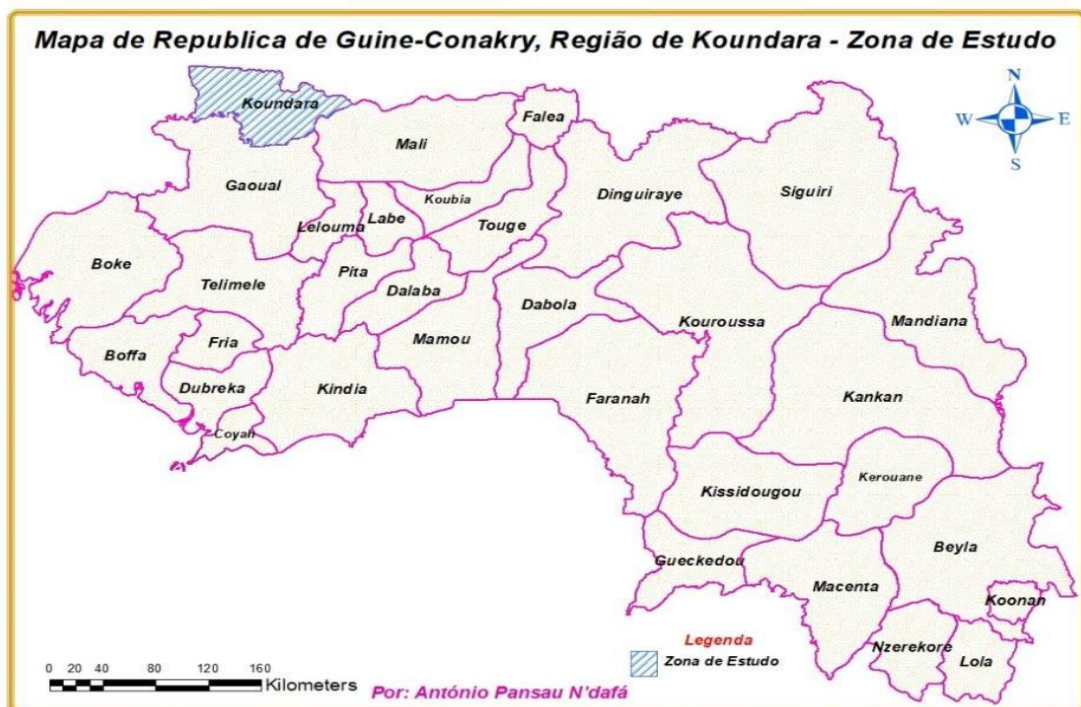 Mapa de Republica de Guine-Conakry, Região de Koundara - Zona de Estudo
N
W E
S
Koundara
Falea
Mali
Gaoual
Koubia
Dinguiraye
Siguiri
Lelouma
Labe
Touge
Boke
Telimele
Pita
Dalaba
Dabola
Kouroussa
Mandiana
Boffa
Fria
Mamou
Dubreka
Kindia
Faranah
Kankan
Coyah
Kissidougou
Kerouane
Gueckedou
Macenta
Beyla
Koonan
Nzerekore
Lola
Legenda
Zona de Estudo
0 20 40 80 120 160
Kilometers
Por: António Pansau N'dafá